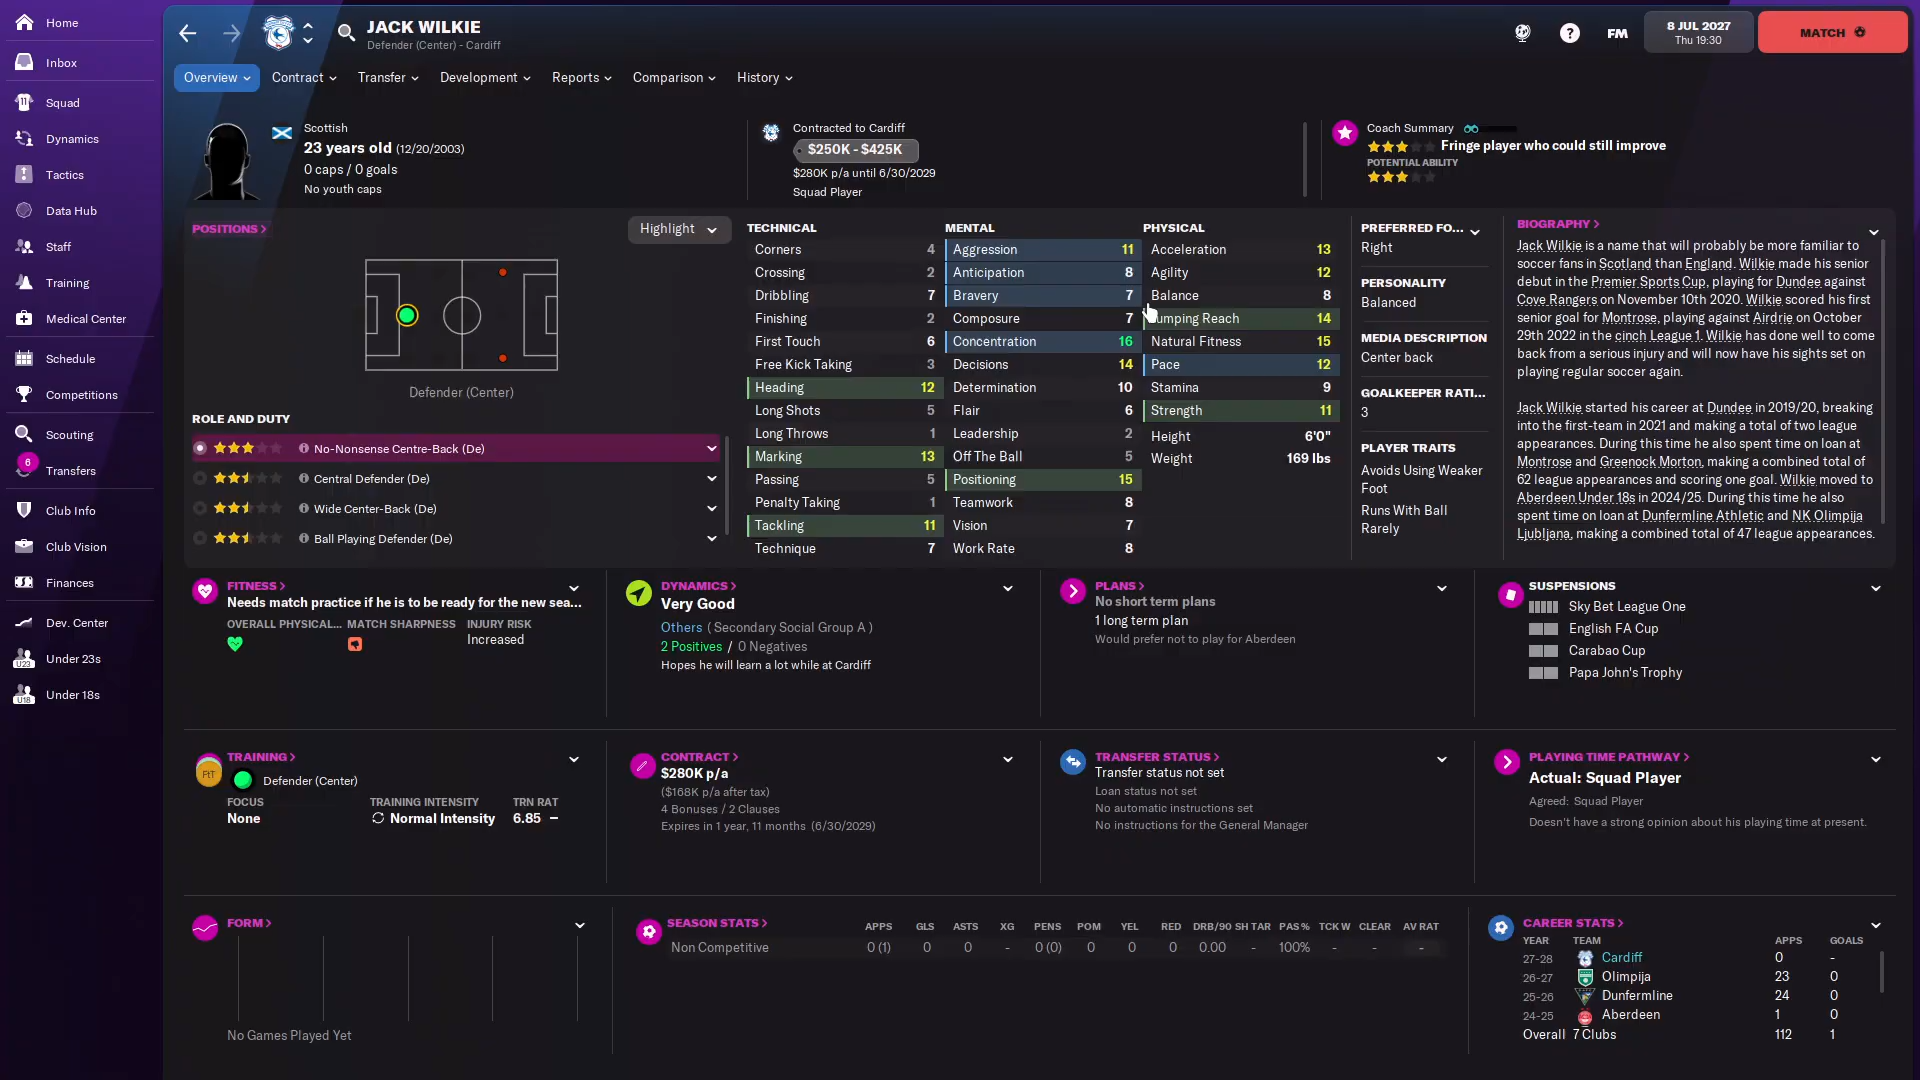 Home
Inbox
Squad
Dynamics
Tactics
Data Hub
Staff
Training
Medical Center
Schedule
Competitions
Scouting
6
Transfers
Club Info
Club Vision
Finances
Dev. Center
U23
Under 23s
U18
Under 18s
JACK WILKIE
Defender (Center) - Cardiff
FM
8 JUL 2027
Thu 19:30
MATCH
Overview
Contract
Transfer
Development
Reports
Comparison
History
Scottish
23 years old (12/20/2003)
0 caps / 0 goals
No youth caps
Contracted to Cardiff
$250K - $425K
$280K p/a until 6/30/2029
Squad Player
Coach Summary
Fringe player who could still improve
POTENTIAL ABILITY
POSITIONS
Highlight
Defender (Center)
ROLE AND DUTY
No-Nonsense Centre-Back (De)
Central Defender (De)
Wide Center-Back (De)
Ball Playing Defender (De)
TECHNICAL
Corners 4
Crossing 2
Dribbling 7
Finishing 2
First Touch 6
Free Kick Taking 3
Heading 12
Long Shots 5
Long Throws 1
Marking 13
Passing 5
Penalty Taking 1
Tackling 11
Technique 7
MENTAL
Aggression 11
Anticipation 8
Bravery 7
Composure 7
Concentration 16
Decisions 14
Determination 10
Flair 6
Leadership 2
Off The Ball 5
Positioning 15
Teamwork 8
Vision 7
Work Rate 8
PHYSICAL
Acceleration 13
Agility 12
Balance 8
umping Reach 14
Natural Fitness 15
Pace 12
Stamina 9
Strength 11
Height 6'0"
Weight 169 lbs
PREFERRED FO...
Right
PERSONALITY
Balanced
MEDIA DESCRIPTION
Center back
GOALKEEPER RATI...
3
PLAYER TRAITS
Avoids Using Weaker
Foot
Runs With Ball
Rarely
BIOGRAPHY
Jack Wilkie is a name that will probably be more familiar to
soccer fans in Scotland than England. Wilkie made his senior
debut in the Premier Sports Cup, playing for Dundee against
Cove Rangers on November 10th 2020. Wilkie scored his first
senior goal for Montrose, playing against Airdrie on October
29th 2022 in the cinch League 1. Wilkie has done well to come
back from a serious injury and will now have his sights set on
playing regular soccer again.
Jack Wilkie started his career at Dundee in 2019/20, breaking
into the first-team in 2021 and making a total of two league
appearances. During this time he also spent time on loan at
Montrose and Greenock Morton, making a combined total of
62 league appearances and scoring one goal. Wilkie moved to
Aberdeen Under 18s in 2024/25. During this time he also
spent time on loan at Dunfermline Athletic and NK Olimpija
Ljubljana, making a combined total of 47 league appearances.
FITNESS
Needs match practice if he is to be ready for the new sea...
OVERALL PHYSICAL... MATCH SHARPNESS INJURY RISK
Increased
DYNAMICS
Very Good
Others ( Secondary Social Group A )
2 Positives / 0 Negatives
Hopes he will learn a lot while at Cardiff
PLANS
No short term plans
1 long term plan
Would prefer not to play for Aberdeen
SUSPENSIONS
Sky Bet League One
English FA Cup
Carabao Cup
Papa John's Trophy
TRAINING
FtT
Defender (Center)
FOCUS TRAINING INTENSITY TRN RAT
None Normal Intensity 6.85
CONTRACT
$280K p/a
($168K p/a after tax)
4 Bonuses / 2 Clauses
Expires in 1 year, 11 months (6/30/2029)
TRANSFER STATUS
Transfer status not set
Loan status not set
No automatic instructions set
No instructions for the General Manager
PLAYING TIME PATHWAY
Actual: Squad Player
Agreed: Squad Player
Doesn't have a strong opinion about his playing time at present.
FORM
No Games Played Yet
SEASON STATS APPS GLS ASTS XG PENS POM YEL RED DRB/90 SH TAR PAS% TCK W CLEAR AV RAT
Non Competitive 0 (1) 0 0 - 0 (0) 0 0 0 0.00 - 100% - - -
CAREER STATS
YEAR TEAM APPS GOALS
27-28 Cardiff 0 -
26-27 Olimpija 23 0
25-26 Dunfermline 24 0
24-25 Aberdeen 1 0
Overall 7 Clubs 112 1